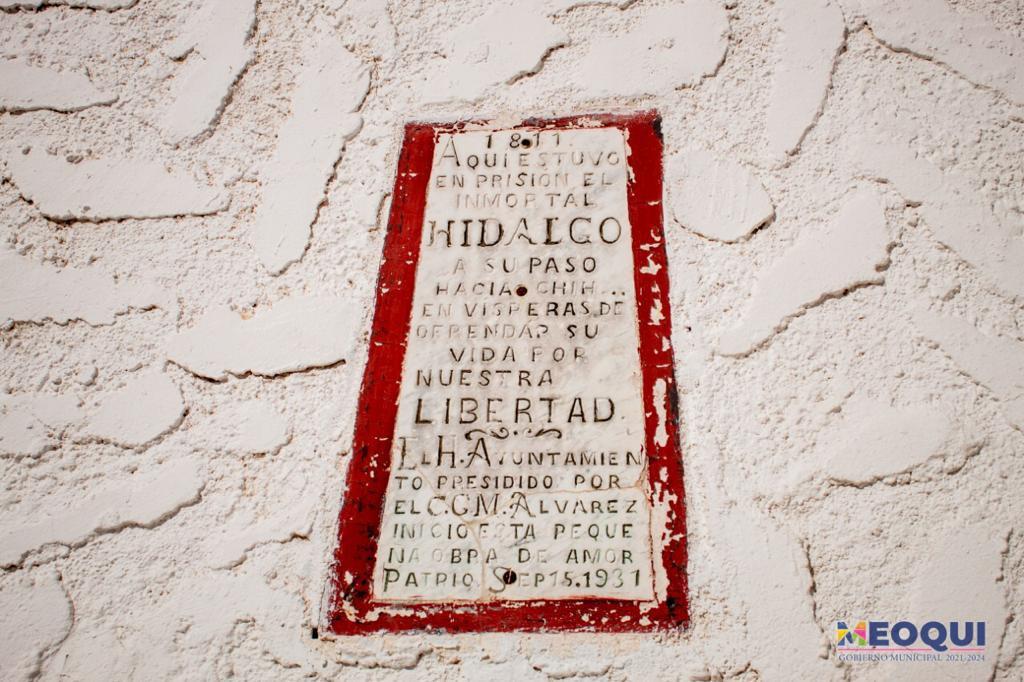 1811.
AQUI ESTUVO
EN PRISION EL
INMORTAL
HIDALGO
A SU PASO
HACIA CHIH...
EN VISPERAS DE
OFRENDAR SU
VIDA POR
NUESTRA
LIBERTAD.
EL H. AYUNTAMIEN
TO PRESIDIDO POR
EL C.G.M. ALVAREZ
INICIO ESTA PEQUE
NA OBRA DE AMOR
PATRIO. SEP 15.1931
MEOQUI
GOBIERNO MUNICIPAL 2021-2024